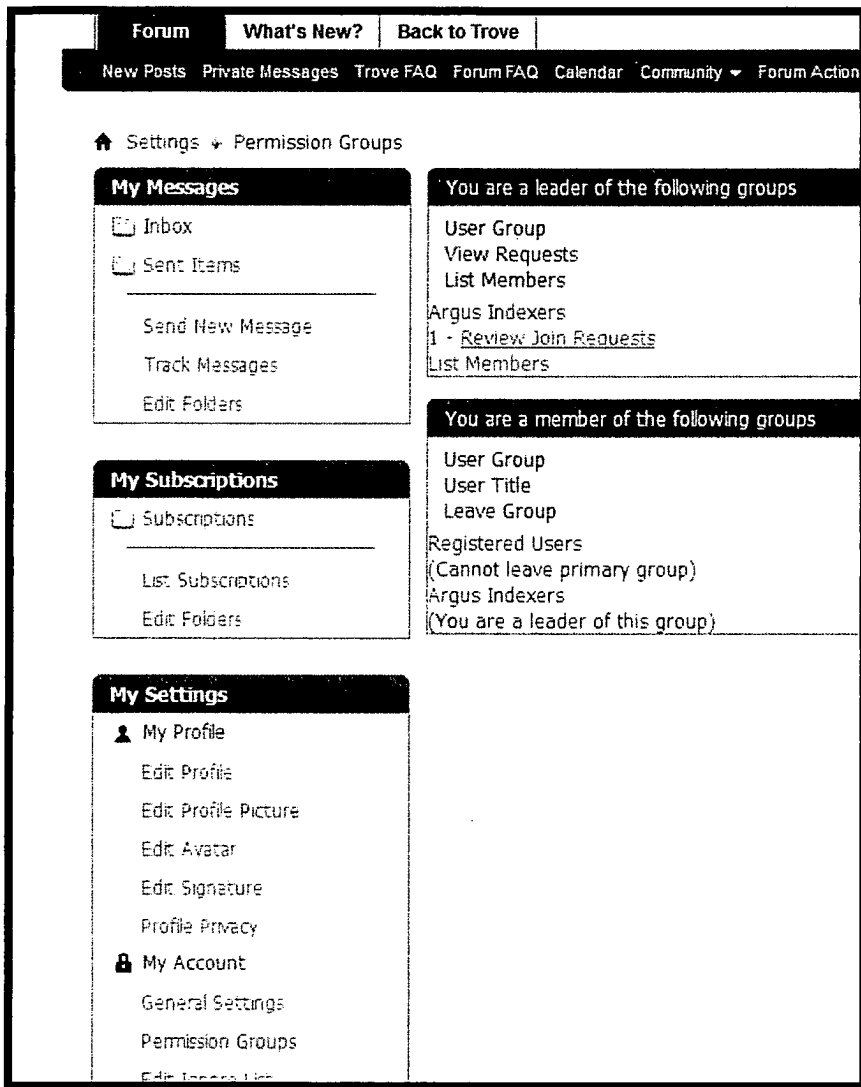 Forum What's New? Back to Trove
New Posts Private Messages Trove FAQ Forum FAQ Calendar Community Forum Action
Settings Permission Groups
My Messages
Inbox
Sent Items
Send New Message
Track Messages
Edit Folders
My Subscriptions
Subscriptions
List Subscriptions
Edit Folders
My Settings
My Profile
Edit Profile
Edit Profile Picture
Edit Avatar
Edit Signature
Profile Privacy
My Account
General Settings
Permission Groups
Edit Ignore List
You are a leader of the following groups
User Group
View Requests
List Members
Argus Indexers
1 - Review Join Requests
List Members
You are a member of the following groups
User Group
User Title
Leave Group
Registered Users
(Cannot leave primary group)
Argus Indexers
(You are a leader of this group)